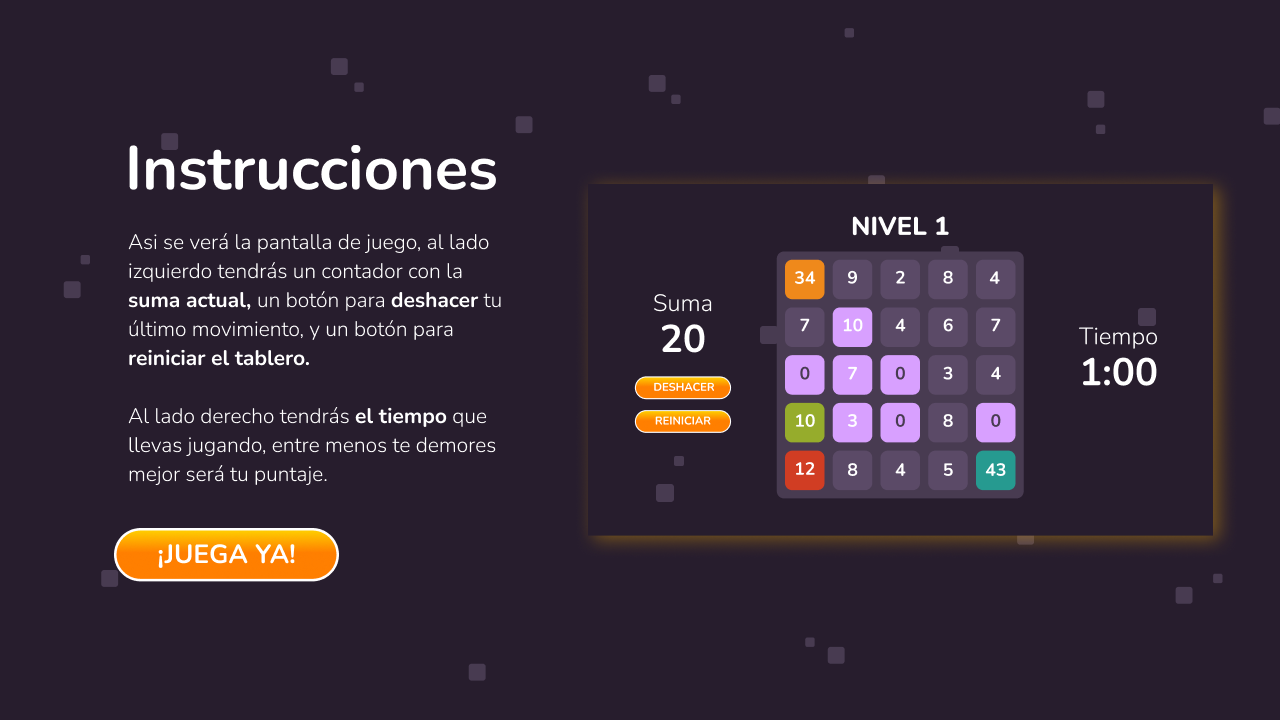 Instrucciones
Asi se verá la pantalla de juego, al lado
izquierdo tendrás un contador con la
suma actual, un botón para deshacer tu
último movimiento, y un botón para
reiniciar el tablero.
Al lado derecho tendrás el tiempo que
llevas jugando, entre menos te demores
mejor será tu puntaje.
¡JUEGA YA!
NIVEL 1
Suma
20
DESHACER
REINICIAR
34 9 2 8 4
7 10 4 6 7
0 7 0 3 4
10 3 0 8 0
12 8 4 5 43
Tiempo
1:00